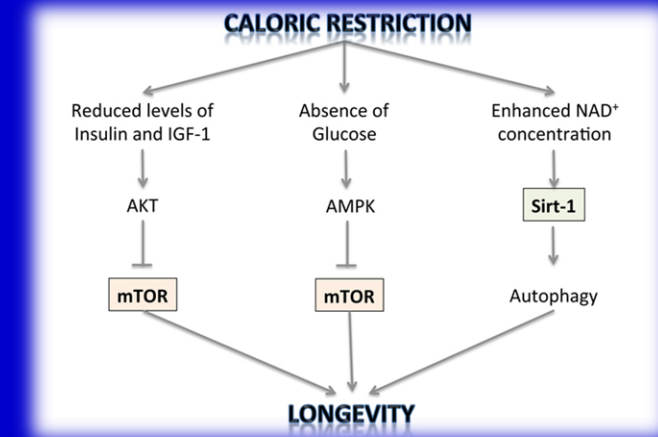 CALORIC RESTRICTION
Reduced levels of
Insulin and IGF-1
Absence of
Glucose
Enhanced NAD⁺
concentration
AKT
AMPK
Sirt-1
mTOR
mTOR
Autophagy
LONGEVITY